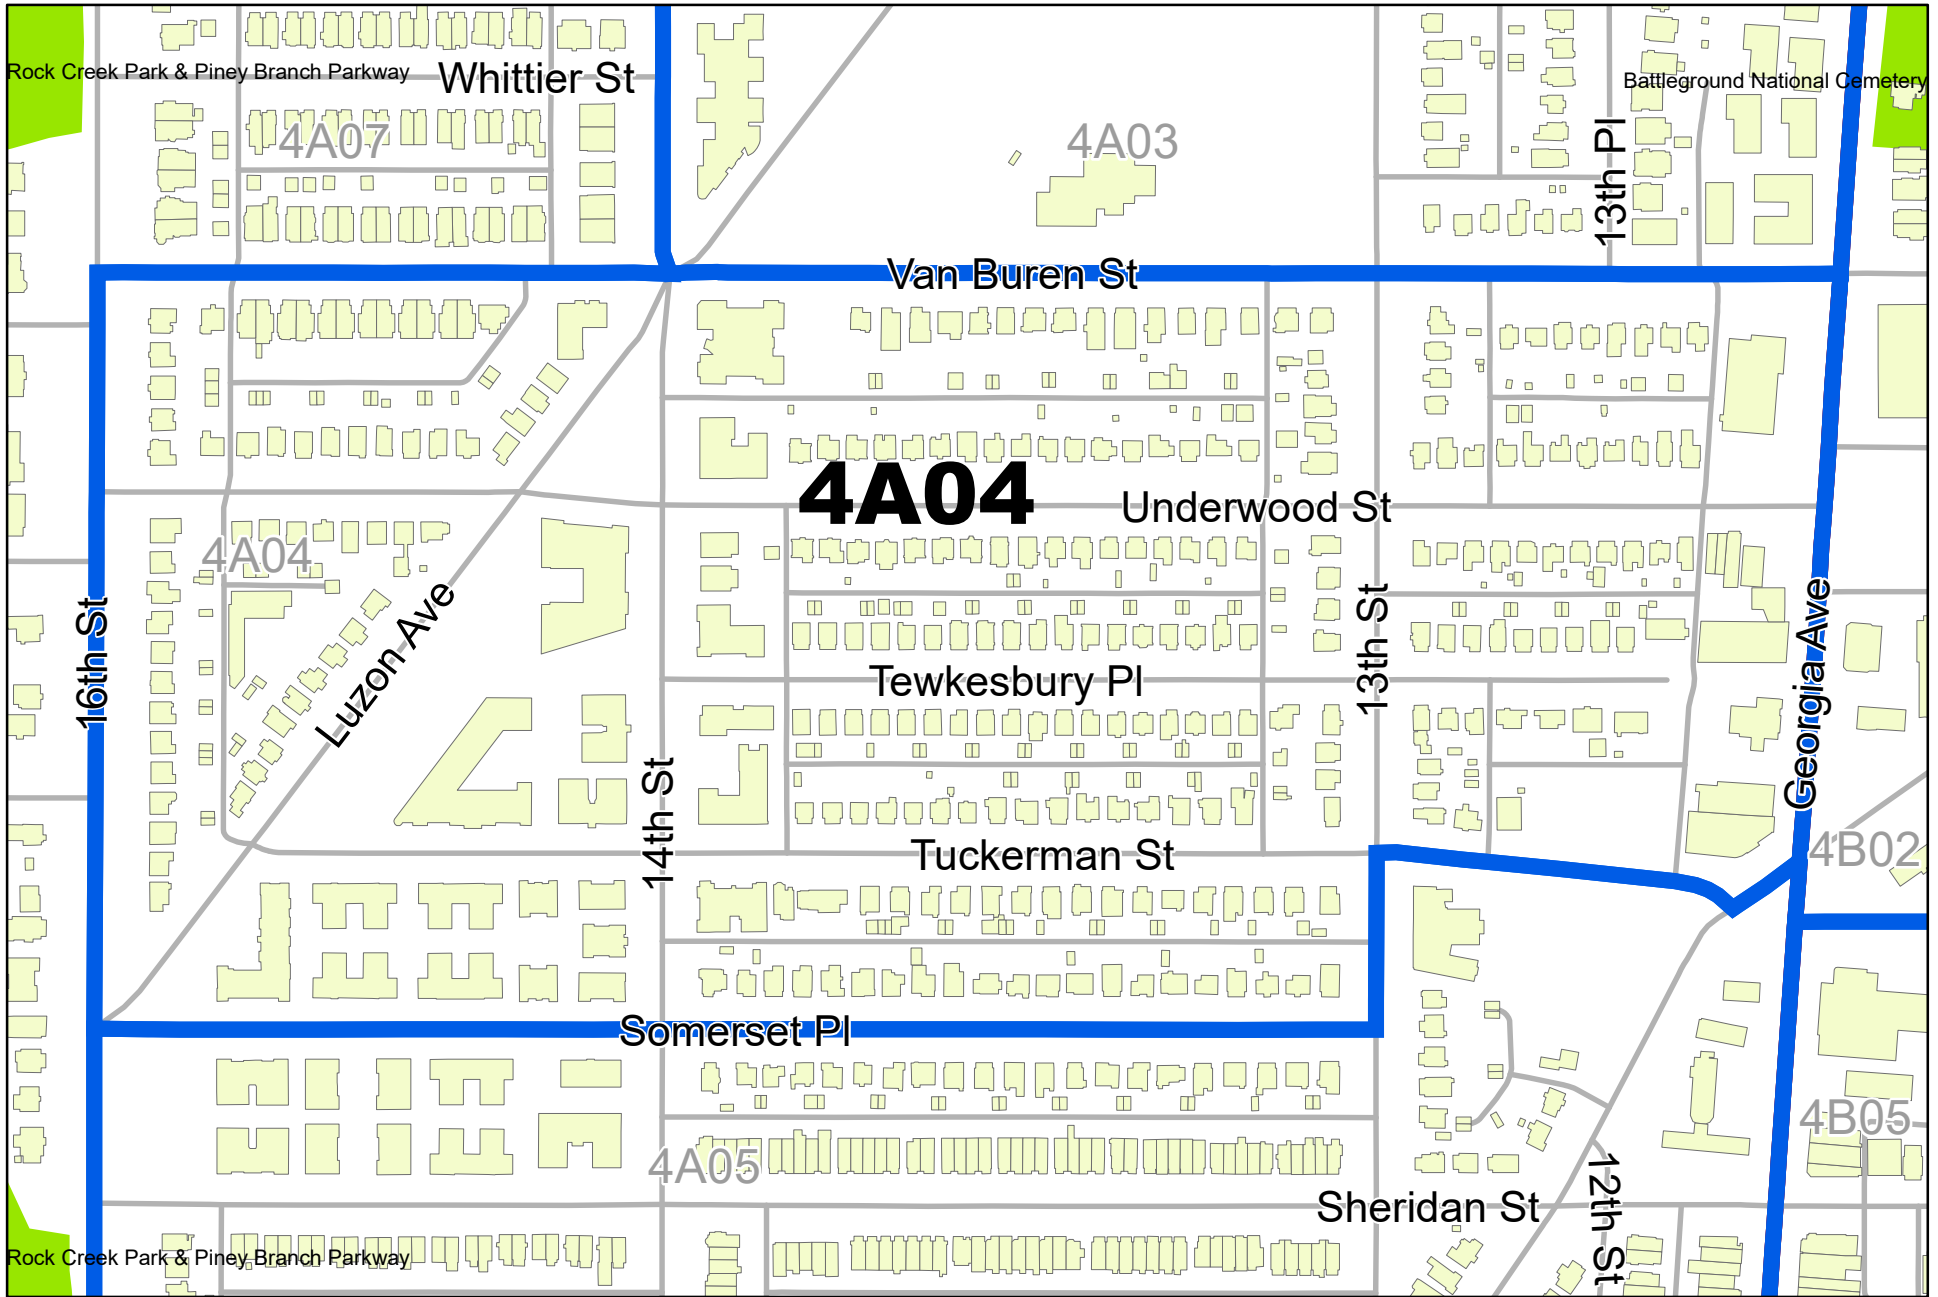 Rock Creek Park & Piney Branch Parkway
Whittier St
Battleground National Cemetery
4A07
4A03
13th Pl
Van Buren St
4A04
Underwood St
4A04
16th St
Luzon Ave
13th St
Georgia Ave
Tewkesbury Pl
14th St
Tuckerman St
4B02
Somerset Pl
4B05
4A05
12th St
Sheridan St
Rock Creek Park & Piney Branch Parkway